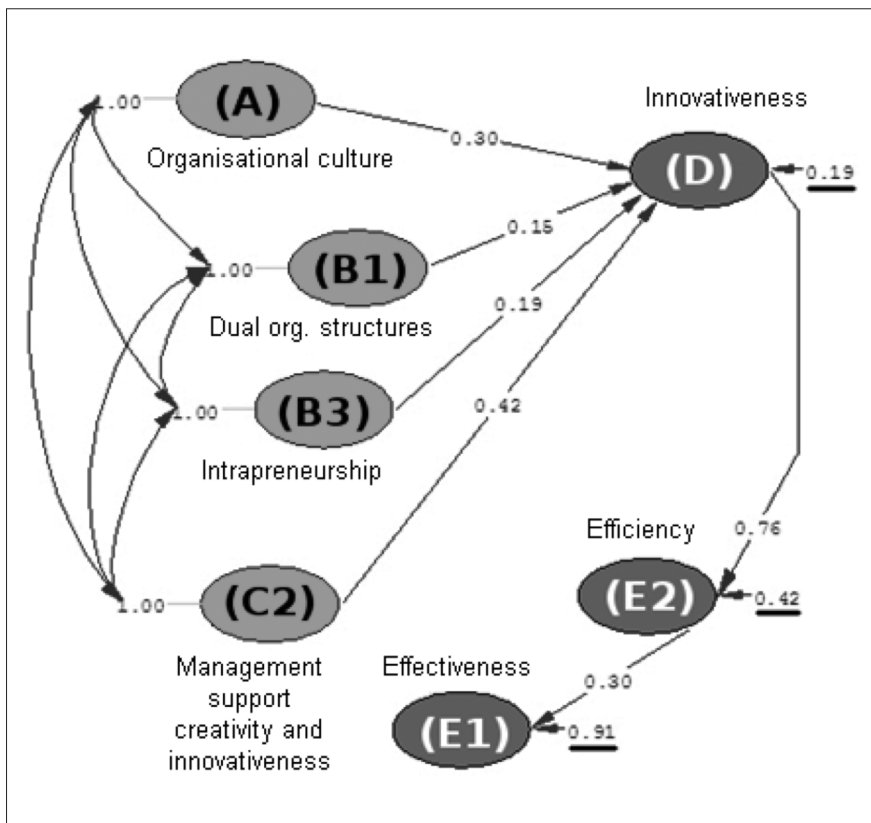 1.00
(A)
Organisational culture
0.30
Innovativeness
(D)
0.19
1.00
(B1)
Dual org. structures
0.15
1.00
(B3)
Intrapreneurship
0.19
1.00
(C2)
Management
support
creativity and
innovativeness
0.42
0.76
Efficiency
(E2)
0.42
0.30
Effectiveness
(E1)
0.91